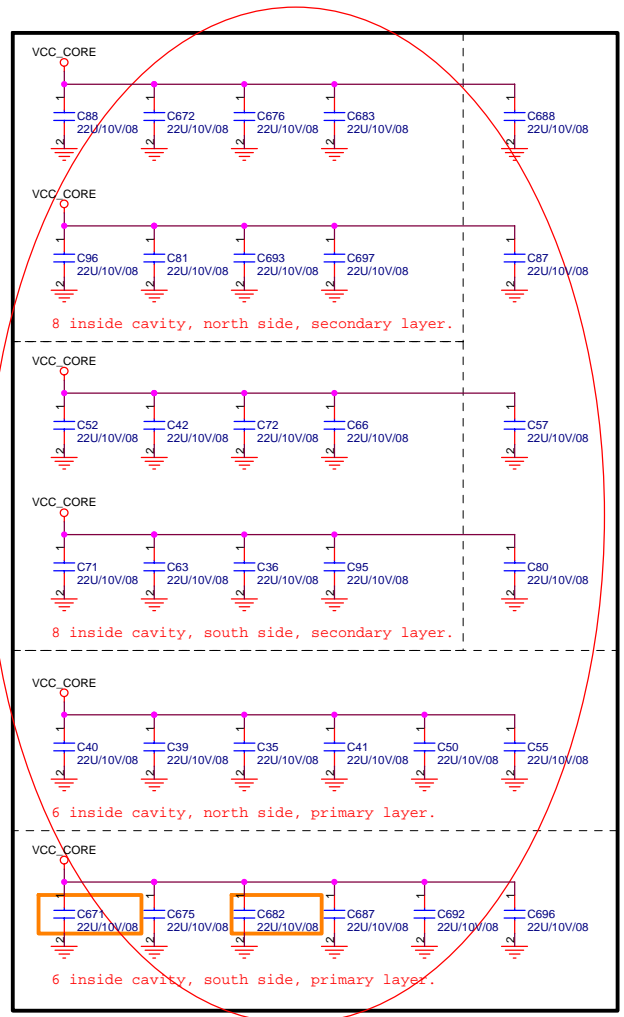 VCC_CORE
1 1 1 1 1
C88 C672 C676 C683 C688
22U/10V/08 22U/10V/08 22U/10V/08 22U/10V/08 22U/10V/08
2 2 2 2 2
VCC_CORE
1 1 1 1 1
C96 C81 C693 C697 C87
22U/10V/08 22U/10V/08 22U/10V/08 22U/10V/08 22U/10V/08
2 2 2 2 2
8 inside cavity, north side, secondary layer.
VCC_CORE
1 1 1 1 1
C52 C42 C72 C66 C57
22U/10V/08 22U/10V/08 22U/10V/08 22U/10V/08 22U/10V/08
2 2 2 2 2
VCC_CORE
1 1 1 1 1
C71 C63 C36 C95 C80
22U/10V/08 22U/10V/08 22U/10V/08 22U/10V/08 22U/10V/08
2 2 2 2 2
8 inside cavity, south side, secondary layer.
VCC_CORE
1 1 1 1 1 1
C40 C39 C35 C41 C50 C55
22U/10V/08 22U/10V/08 22U/10V/08 22U/10V/08 22U/10V/08 22U/10V/08
2 2 2 2 2 2
6 inside cavity, north side, primary layer.
VCC_CORE
1 1 1 1 1 1
C671 C675 C682 C687 C692 C696
22U/10V/08 22U/10V/08 22U/10V/08 22U/10V/08 22U/10V/08 22U/10V/08
2 2 2 2 2 2
6 inside cavity, south side, primary layer.